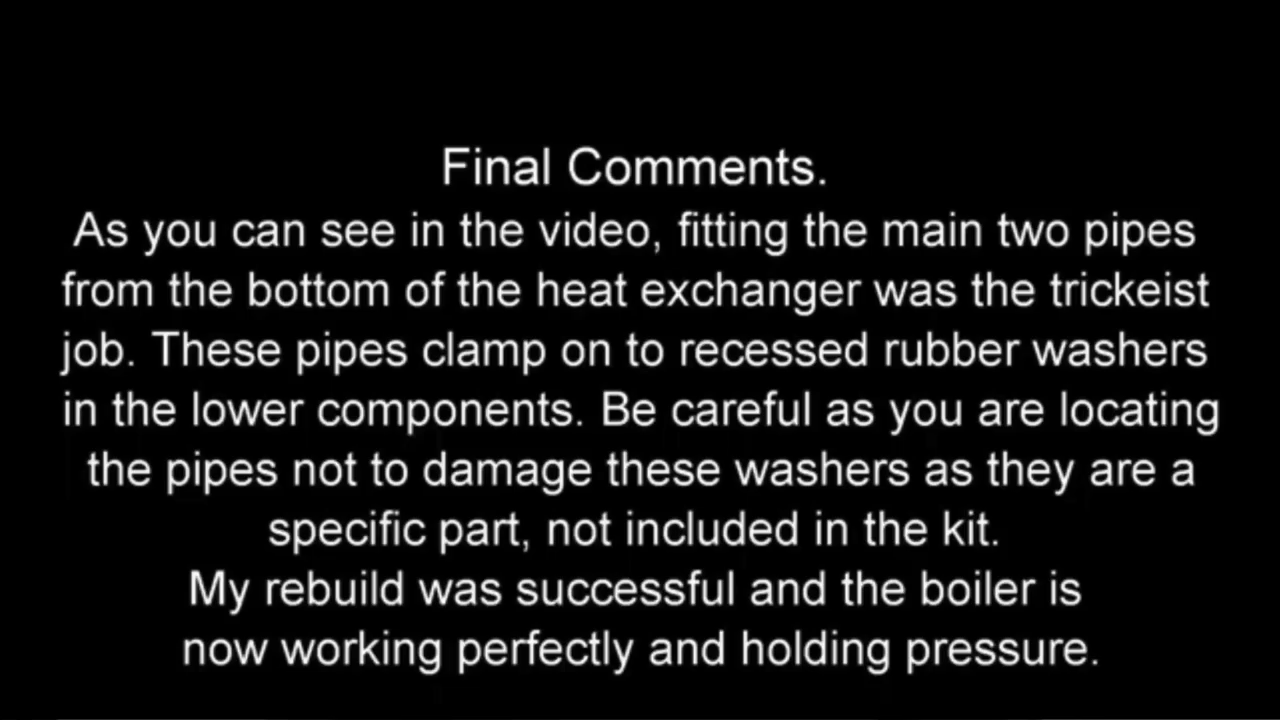 Final Comments.
As you can see in the video, fitting the main two pipes
from the bottom of the heat exchanger was the trickeist
job. These pipes clamp on to recessed rubber washers
in the lower components. Be careful as you are locating
the pipes not to damage these washers as they are a
specific part, not included in the kit.
My rebuild was successful and the boiler is
now working perfectly and holding pressure.